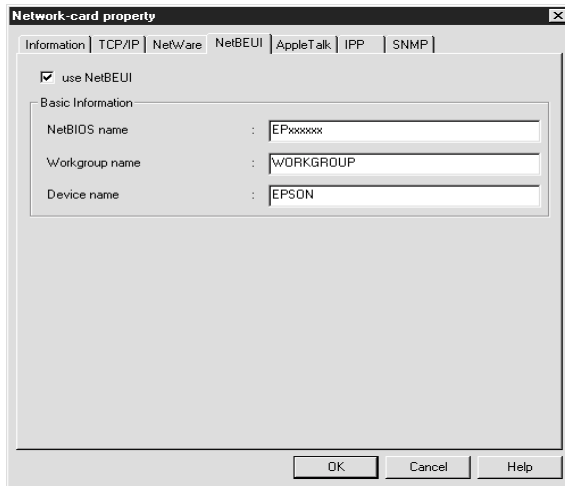 Network-card property
Information TCP/IP NetWare NetBEUI AppleTalk IPP SNMP
use NetBEUI
Basic Information
NetBIOS name : EPxxxxxx
Workgroup name : WORKGROUP
Device name : EPSON
OK Cancel Help